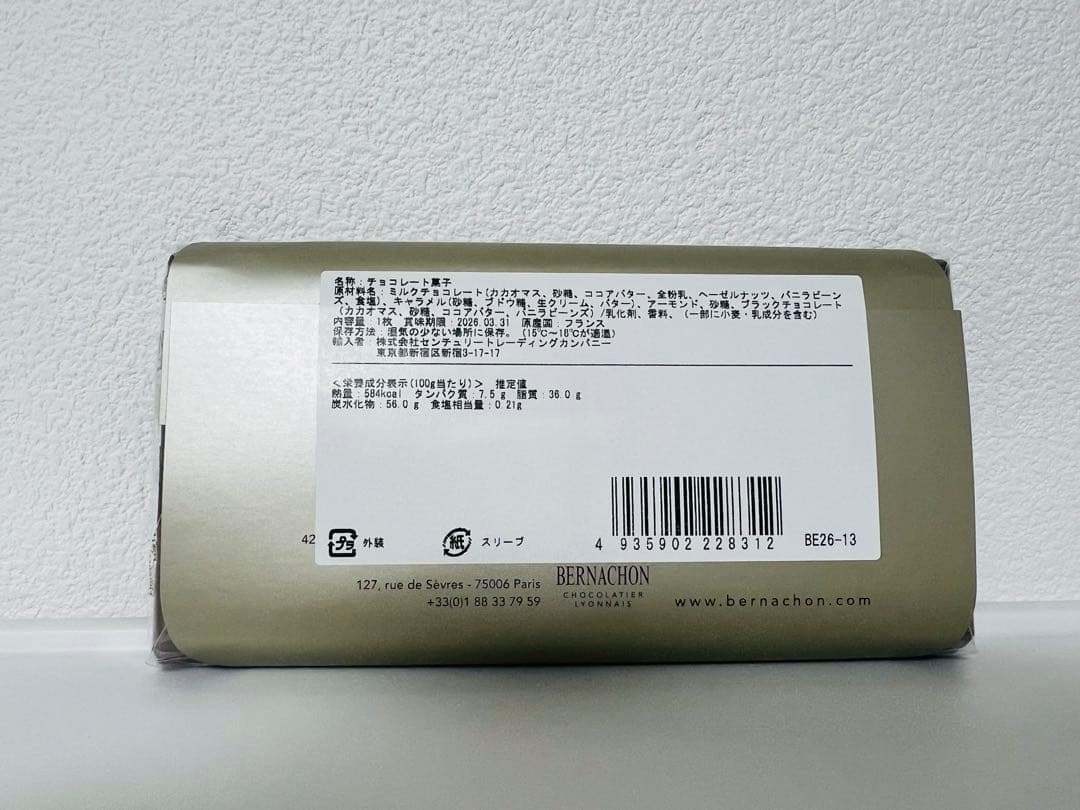 名称：チョコレート菓子
原材料名：ミルクチョコレート(カカオマス、砂糖、ココアバター、全粉乳、ヘーゼルナッツ、バニラビーン
ズ、食塩)、キャラメル(砂糖、ブドウ糖、生クリーム、バター)、アーモンド、砂糖、ブラックチョコレート
(カカオマス、砂糖、ココアバター、バニラビーンズ)/乳化剤、香料、(一部に小麦・乳成分を含む)
内容量：1枚 賞味期限：2026.03.31 原産国：フランス
保存方法：湿気の少ない場所に保存。(15℃～18℃が適温)
輸入者：株式会社センチュリートレーディングカンパニー
東京都新宿区新宿3-17-17
＜栄養成分表示(100g当たり)＞ 推定値
熱量：584kcal タンパク質：7.5g 脂質：36.0g
炭水化物：56.0g 食塩相当量：0.21g
プラ 外装
紙 スリーブ
4 935902 228312
BE26-13
42
127, rue de Sèvres - 75006 Paris
+33(0)1 88 33 79 59
BERNACHON
CHOCOLATIER
LYONNAIS
www.bernachon.com